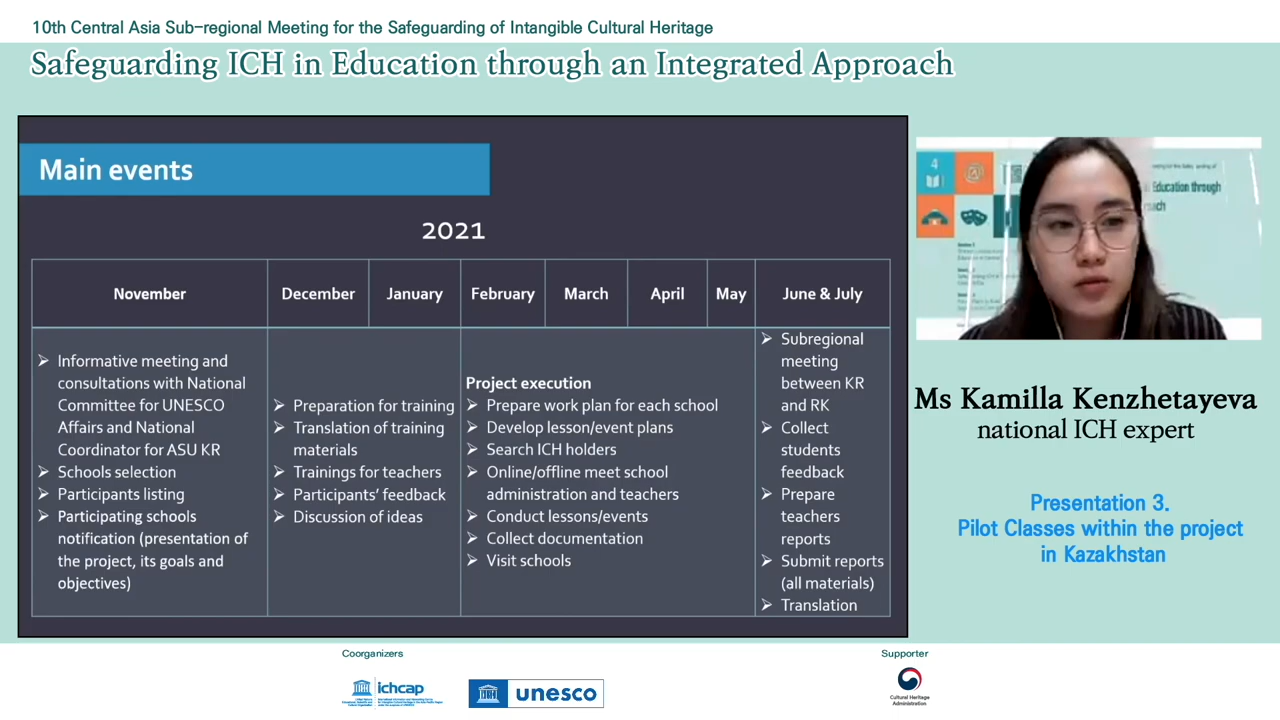 10th Central Asia Sub-regional Meeting for the Safeguarding of Intangible Cultural Heritage
Safeguarding ICH in Education through an Integrated Approach
Main events
2021
November
December
January
February
March
April
May
June & July
➢ Informative meeting and
consultations with National
Committee for UNESCO
Affairs and National
Coordinator for ASU KR
➢ Schools selection
➢ Participants listing
➢ Participating schools
notification (presentation of
the project, its goals and
objectives)
➢ Preparation for training
➢ Translation of training
materials
➢ Trainings for teachers
➢ Participants' feedback
➢ Discussion of ideas
Project execution
➢ Prepare work plan for each school
➢ Develop lesson/event plans
➢ Search ICH holders
➢ Online/offline meet school
administration and teachers
➢ Conduct lessons/events
➢ Collect documentation
➢ Visit schools
➢ Subregional
meeting
between KR
and RK
➢ Collect
students
feedback
➢ Prepare
teachers
reports
➢ Submit reports
(all materials)
➢ Translation
4
Education through
Ms Kamilla Kenzhetayeva
national ICH expert
Presentation 3.
Pilot Classes within the project
in Kazakhstan
Coorganizers
ichcap
unesco
Supporter
Cultural Heritage
Administration